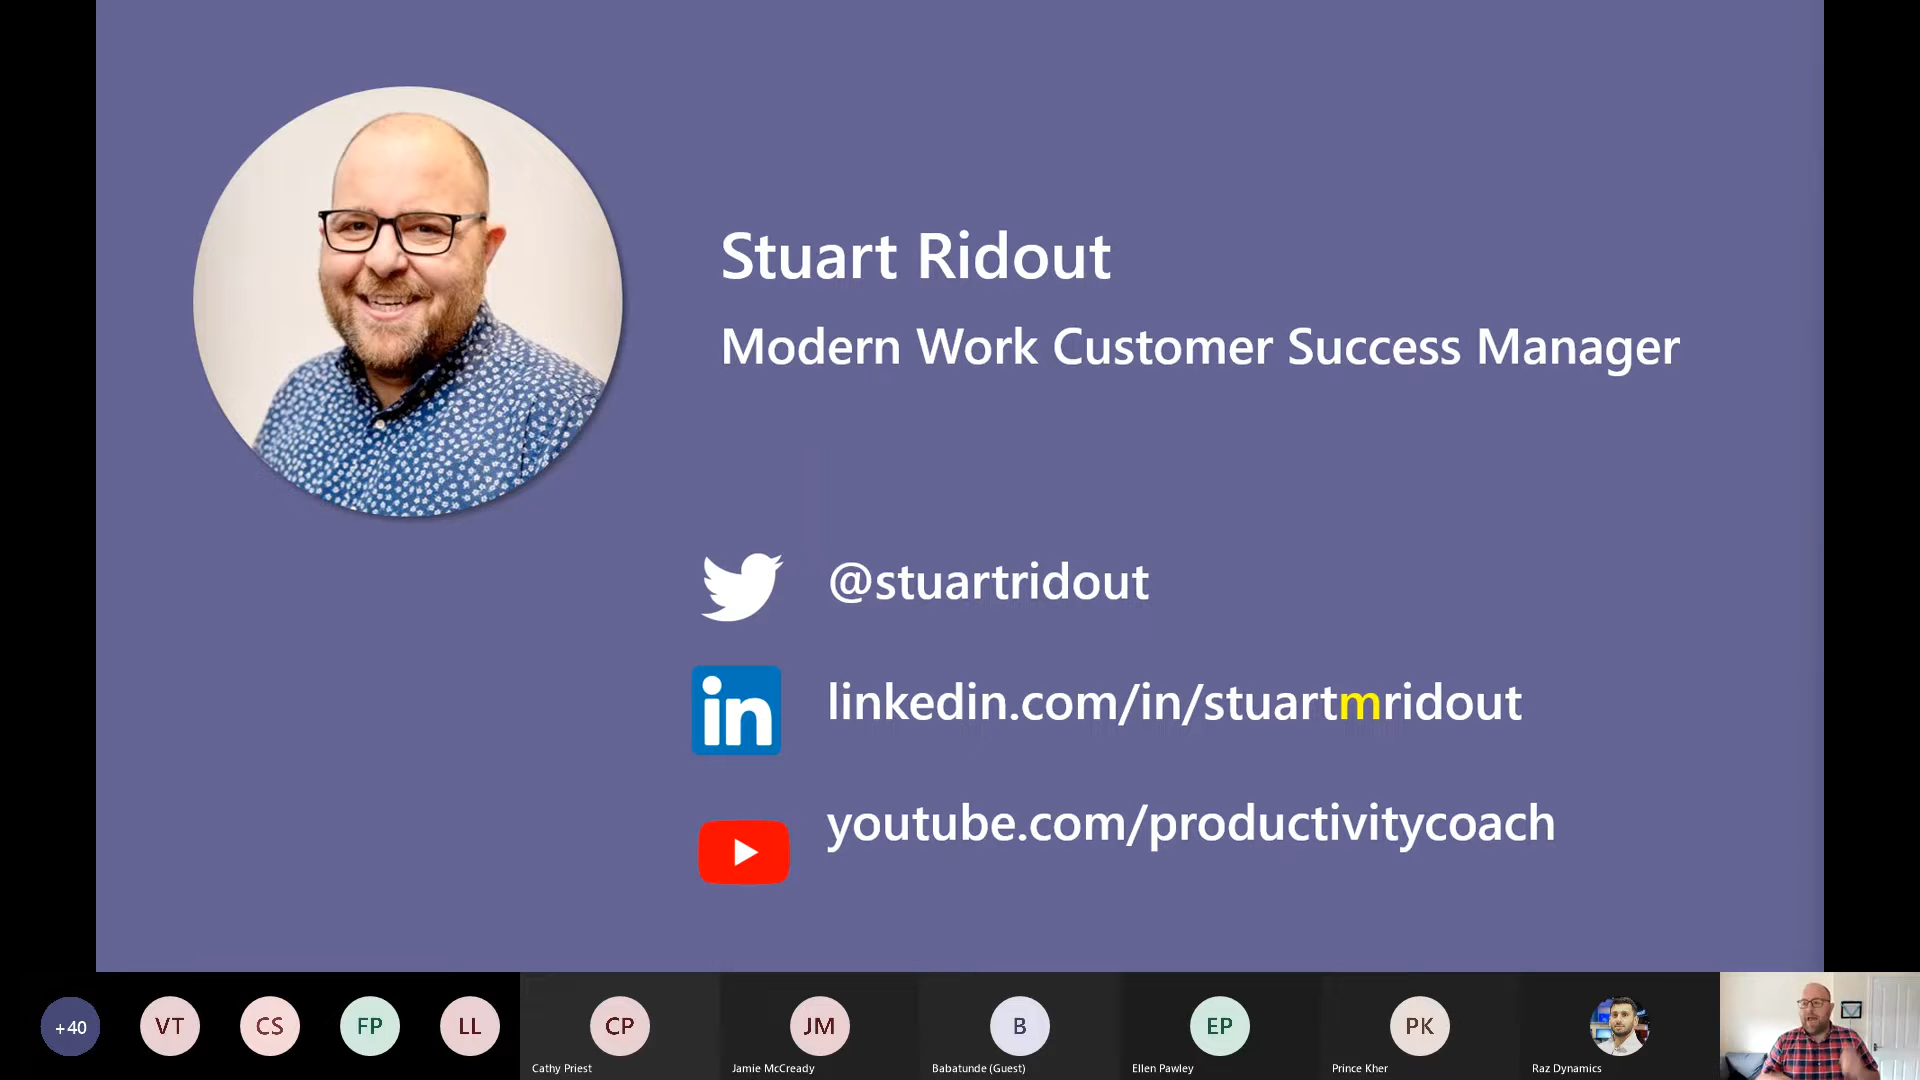 Stuart Ridout
Modern Work Customer Success Manager
@stuartridout
in
linkedin.com/in/stuartmridout
youtube.com/productivitycoach
+40
VT
CS
FP
LL
CP
JM
B
EP
PK
Cathy Priest
Jamie McCready
Babatunde (Guest)
Ellen Pawley
Prince Kher
Raz Dynamics